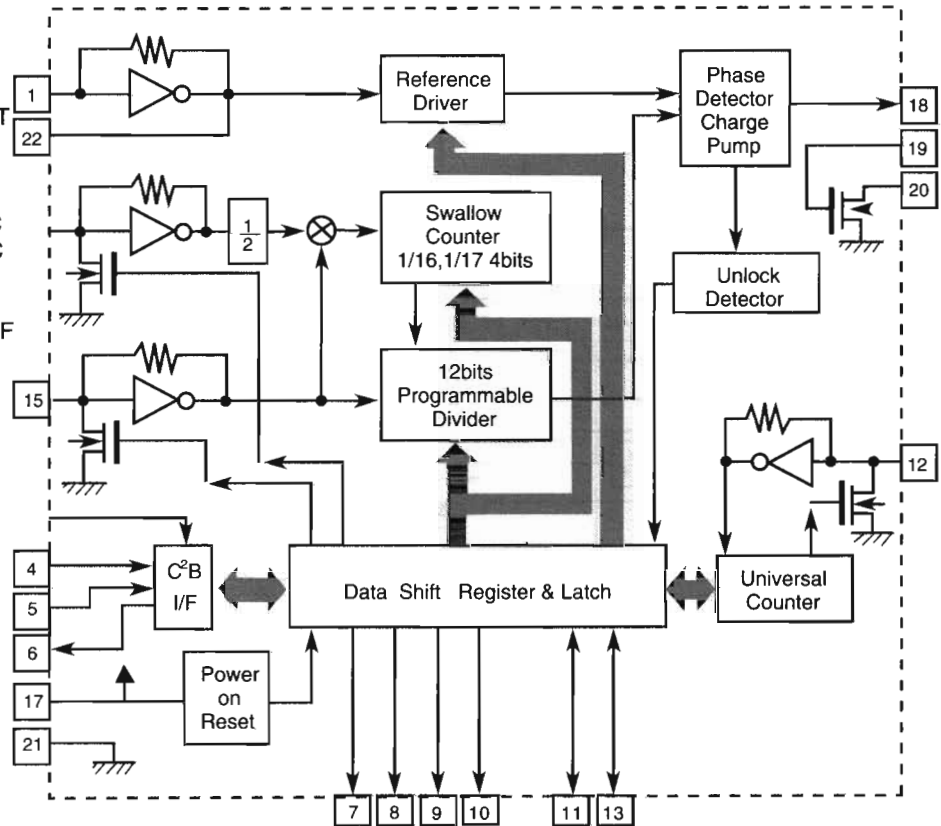 1
T
22
Reference
Driver
Phase
Detector
Charge
Pump
18
19
20
C
C
1
2
Swallow
Counter
1/16,1/17 4bits
Unlock
Detector
F
15
12bits
Programmable
Divider
12
4
5
6
C²B
I/F
Data Shift Register & Latch
Universal
Counter
17
Power
on
Reset
21
7
8
9
10
11
13